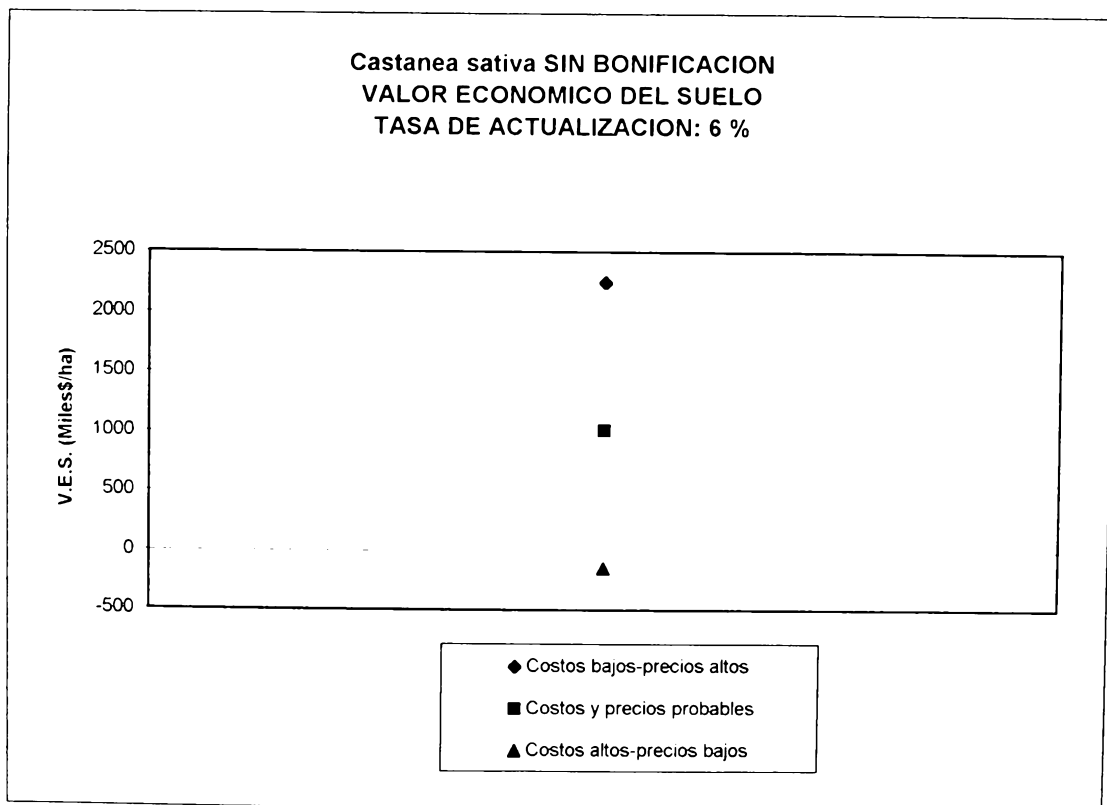 Castanea sativa SIN BONIFICACION
VALOR ECONOMICO DEL SUELO
TASA DE ACTUALIZACION: 6 %
V.E.S. (Miles$/ha)
2500
2000
1500
1000
500
0
-500
Costos bajos-precios altos
Costos y precios probables
Costos altos-precios bajos